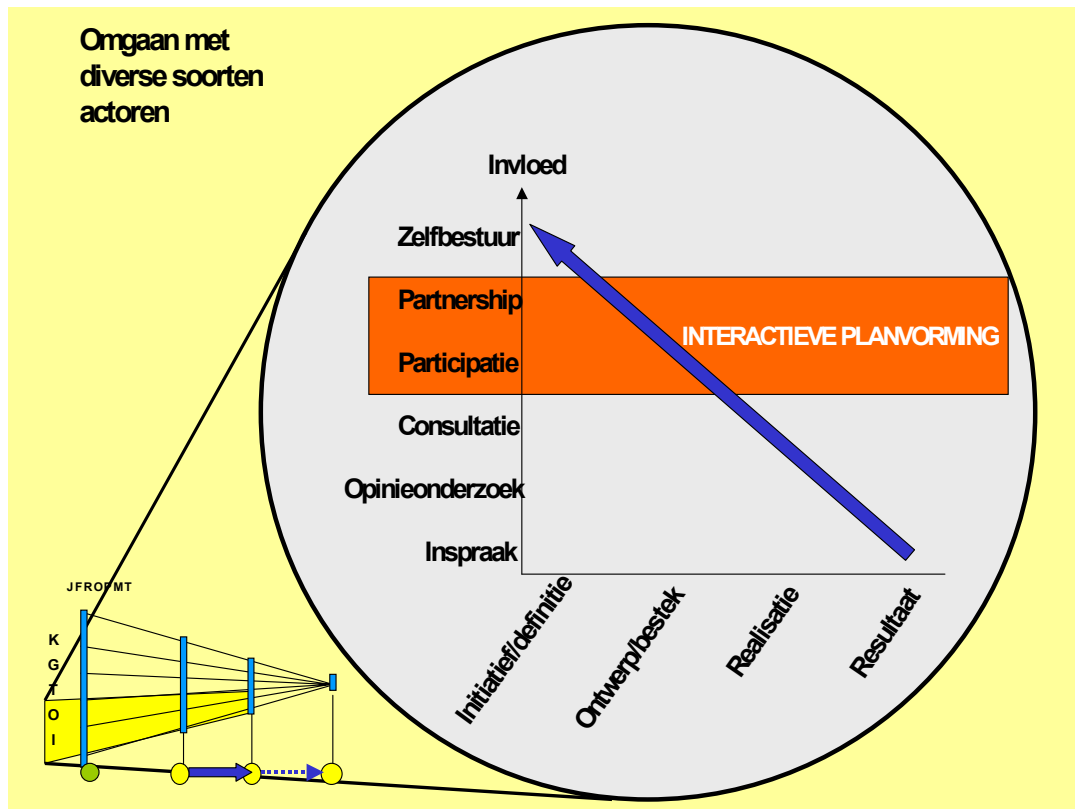 Omgaan met
diverse soorten
actoren
Invloed
Zelfbestuur
Partnership
INTERACTIEVE PLANVORMING
Participatie
Consultatie
Opinieonderzoek
Inspraak
Initiatief/definitie
Ontwerp/bestek
Realisatie
Resultaat
JFROPMT
K
G
T
O
I